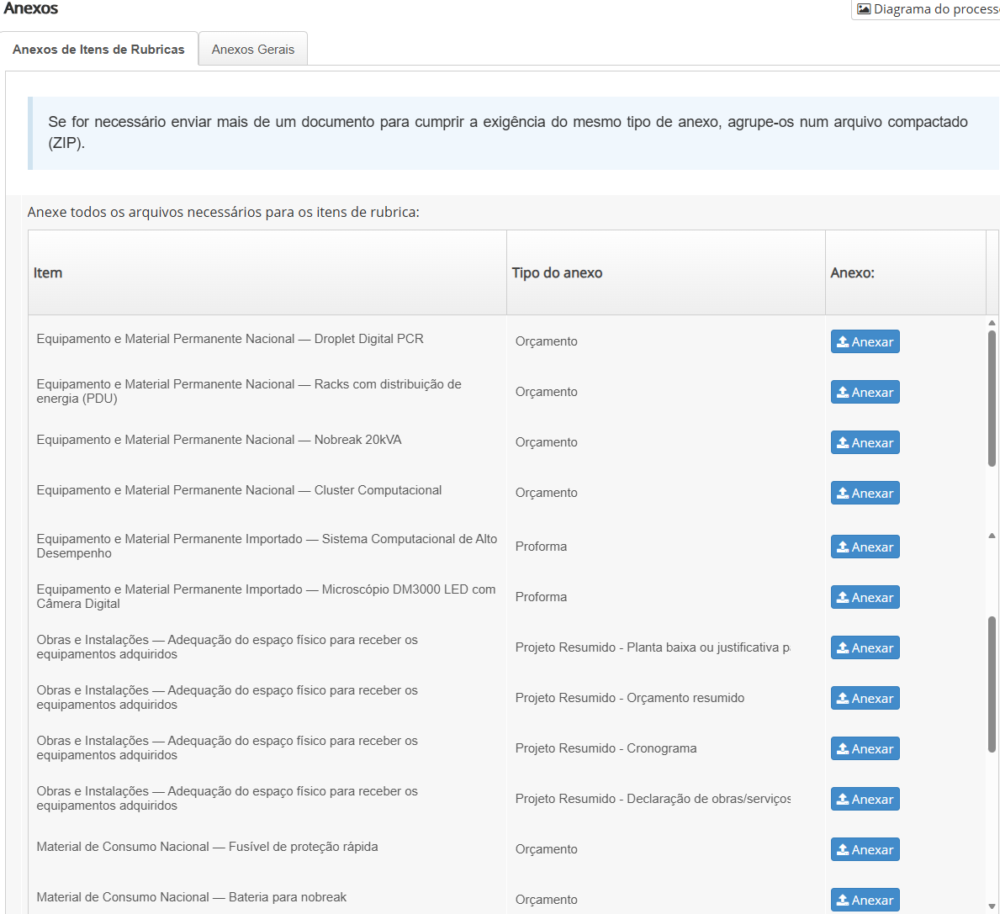 Anexos
Diagrama do process
Anexos de Itens de Rubricas
Anexos Gerais
Se for necessário enviar mais de um documento para cumprir a exigência do mesmo tipo de anexo, agrupe-os num arquivo compactado
(ZIP).
Anexe todos os arquivos necessários para os itens de rubrica:
Item
Tipo do anexo
Anexo:
Equipamento e Material Permanente Nacional — Droplet Digital PCR
Orçamento
Anexar
Equipamento e Material Permanente Nacional — Racks com distribuição de
energia (PDU)
Orçamento
Anexar
Equipamento e Material Permanente Nacional — Nobreak 20kVA
Orçamento
Anexar
Equipamento e Material Permanente Nacional — Cluster Computacional
Orçamento
Anexar
Equipamento e Material Permanente Importado — Sistema Computacional de Alto
Desempenho
Proforma
Anexar
Equipamento e Material Permanente Importado — Microscópio DM3000 LED com
Câmera Digital
Proforma
Anexar
Obras e Instalações — Adequação do espaço físico para receber os
equipamentos adquiridos
Projeto Resumido - Planta baixa ou justificativa p
Anexar
Obras e Instalações — Adequação do espaço físico para receber os
equipamentos adquiridos
Projeto Resumido - Orçamento resumido
Anexar
Obras e Instalações — Adequação do espaço físico para receber os
equipamentos adquiridos
Projeto Resumido - Cronograma
Anexar
Obras e Instalações — Adequação do espaço físico para receber os
equipamentos adquiridos
Projeto Resumido - Declaração de obras/serviços
Anexar
Material de Consumo Nacional — Fusível de proteção rápida
Orçamento
Anexar
Material de Consumo Nacional — Bateria para nobreak
Orçamento
Anexar